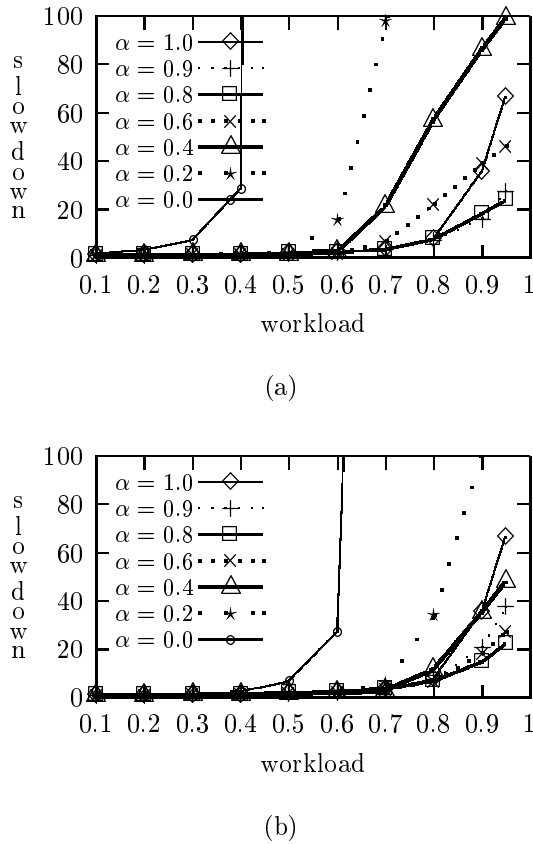 100
80
60
40
20
0
slowdown
α = 1.0
α = 0.9
α = 0.8
α = 0.6
α = 0.4
α = 0.2
α = 0.0
0.1 0.2 0.3 0.4 0.5 0.6 0.7 0.8 0.9 1
workload
(a)
100
80
60
40
20
0
slowdown
α = 1.0
α = 0.9
α = 0.8
α = 0.6
α = 0.4
α = 0.2
α = 0.0
0.1 0.2 0.3 0.4 0.5 0.6 0.7 0.8 0.9 1
workload
(b)